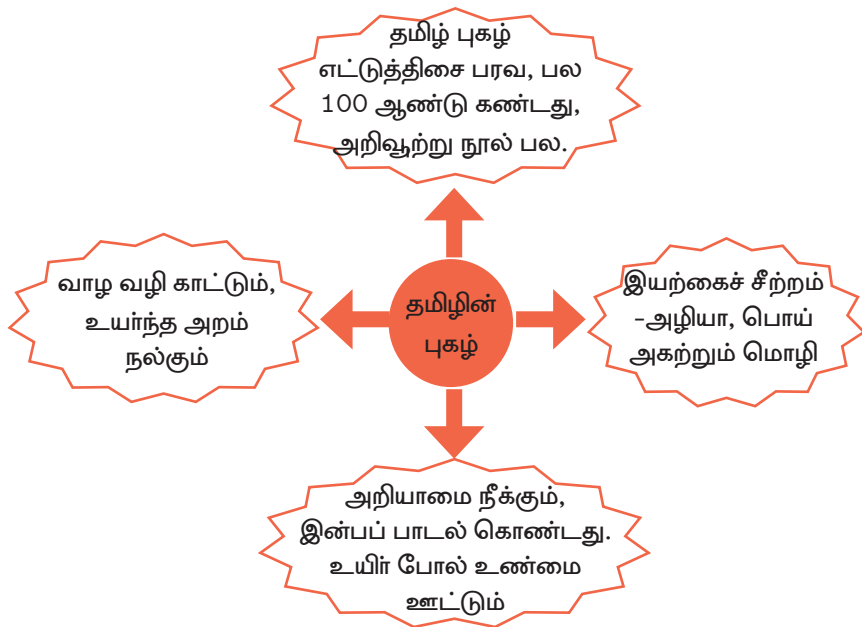 தமிழ் புகழ்
எட்டுத்திசை பரவ, பல
100 ஆண்டு கண்டது,
அறிவூற்று நூல் பல.
வாழ வழி காட்டும்,
உயர்ந்த அறம்
நல்கும்
தமிழின்
புகழ்
இயற்கைச் சீற்றம்
-அழியா, பொய்
அகற்றும் மொழி
அறியாமை நீக்கும்,
இன்பப் பாடல் கொண்டது.
உயிர் போல் உண்மை
ஊட்டும்